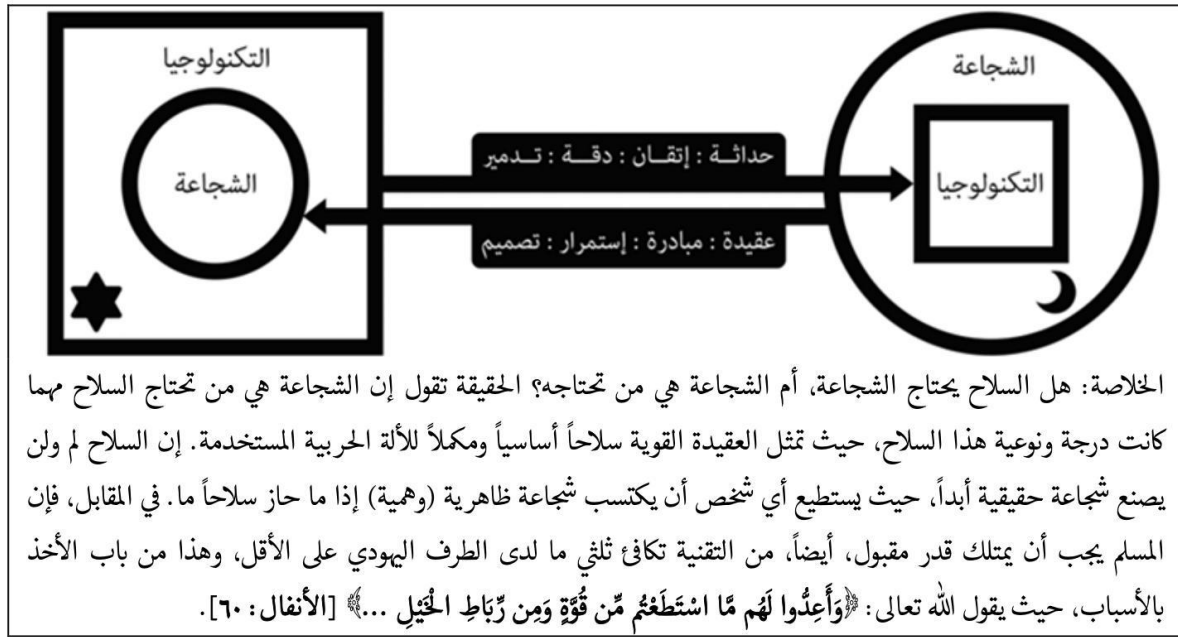 التكنولوجيا
الشجاعة
الشجاعة
التكنولوجيا
حداثــة : إتقــان : دقــة : تــدمير
عقيدة : مبادرة : إستمرار : تصميم
الخلاصة: هل السلاح يحتاج الشجاعة، أم الشجاعة هي من تحتاجه؟ الحقيقة تقول إن الشجاعة هي من تحتاج السلاح مهما
كانت درجة ونوعية هذا السلاح، حيث تمثل العقيدة القوية سلاحاً أساسياً ومكملاً للألة الحربية المستخدمة. إن السلاح لم ولن
يصنع شجاعة حقيقية أبداً، حيث يستطيع أي شخص أن يكتسب شجاعة ظاهرية (وهمية) إذا ما حاز سلاحاً ما. في المقابل، فإن
المسلم يجب أن يمتلك قدر مقبول، أيضاً، من التقنية تكافئ ثلثي ما لدى الطرف اليهودي على الأقل، وهذا من باب الأخذ
بالأسباب، حيث يقول الله تعالى: ﴿وَأَعِدُّوا لَهُم مَّا اسْتَطَعْتُم مِّن قُوَّةٍ وَمِن رِّبَاطِ الْخَيْلِ ...﴾ [الأنفال: ٦٠].